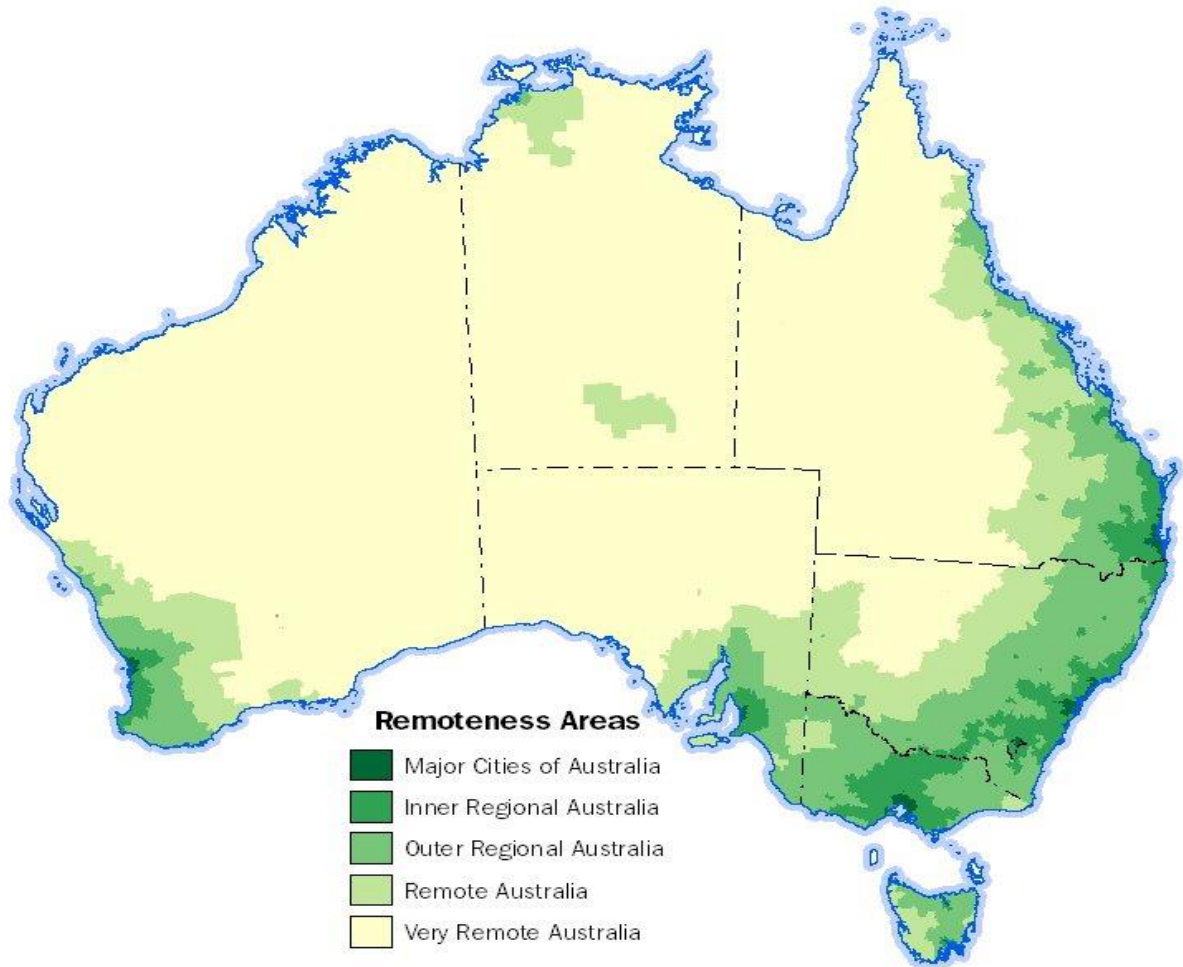 Remoteness Areas
Major Cities of Australia
Inner Regional Australia
Outer Regional Australia
Remote Australia
Very Remote Australia